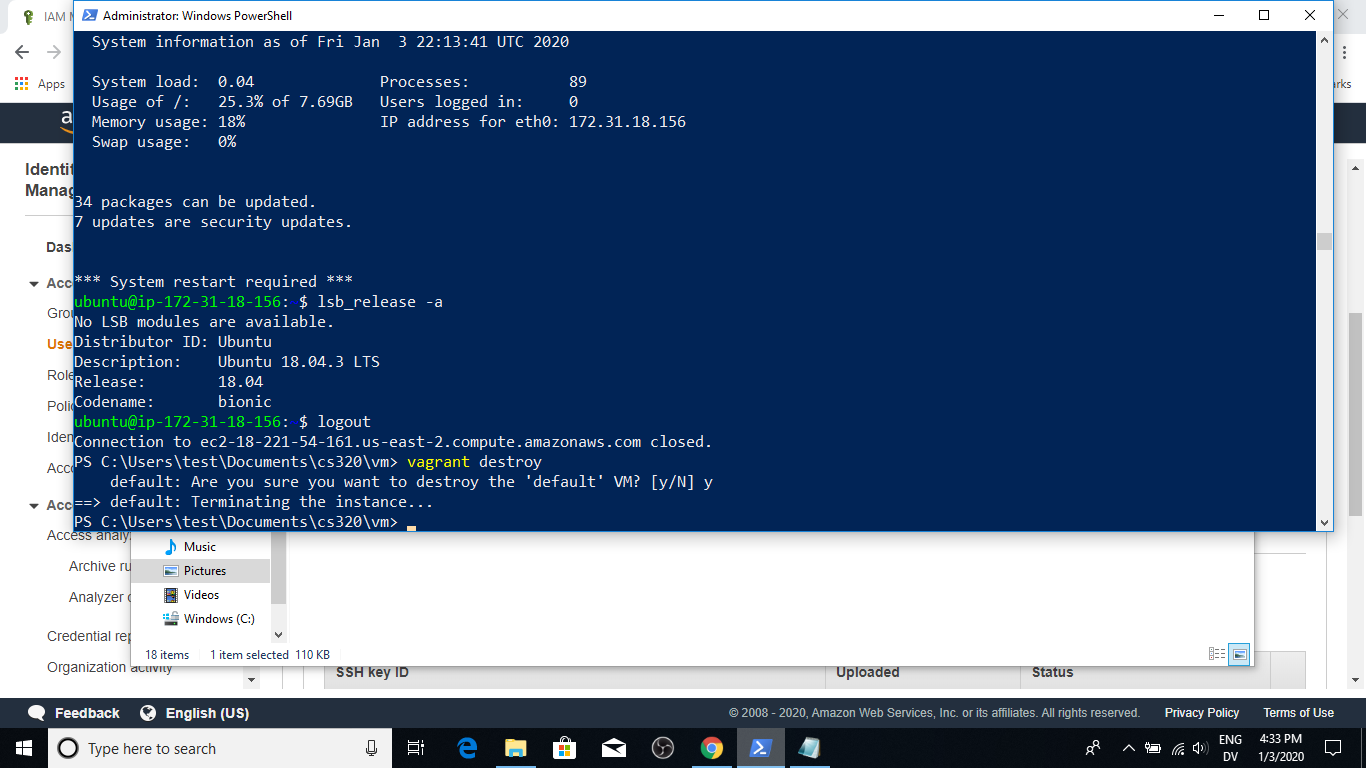 IAM M
Administrator: Windows PowerShell
System information as of Fri Jan  3 22:13:41 UTC 2020
System load:  0.04    Processes:    89
Usage of /:   25.3% of 7.69GB   Users logged in:    0
Memory usage: 18%    IP address for eth0: 172.31.18.156
Swap usage:   0%
34 packages can be updated.
7 updates are security updates.
*** System restart required ***
ubuntu@ip-172-31-18-156: $ lsb_release -a
No LSB modules are available.
Distributor ID: Ubuntu
Description:    Ubuntu 18.04.3 LTS
Release:        18.04
Codename:       bionic
ubuntu@ip-172-31-18-156: $ logout
Connection to ec2-18-221-54-161.us-east-2.compute.amazonaws.com closed.
PS C:\Users\test\Documents\cs320\vm> vagrant destroy
default: Are you sure you want to destroy the 'default' VM? [y/N] y
==> default: Terminating the instance...
PS C:\Users\test\Documents\cs320\vm>
Apps
arks
a
Identit
Manag
Das
Acc
Grou
Use
Role
Polic
Iden
Acco
Acc
Access analy
Archive ru
Analyzer d
Credential rep
Organization activity
Music
Pictures
Videos
Windows (C:)
18 items 1 item selected 110 KB
SSH key ID Uploaded Status
Feedback English (US) © 2008 - 2020, Amazon Web Services, Inc. or its affiliates. All rights reserved. Privacy Policy Terms of Use
Type here to search
ENG
DV
4:33 PM
1/3/2020